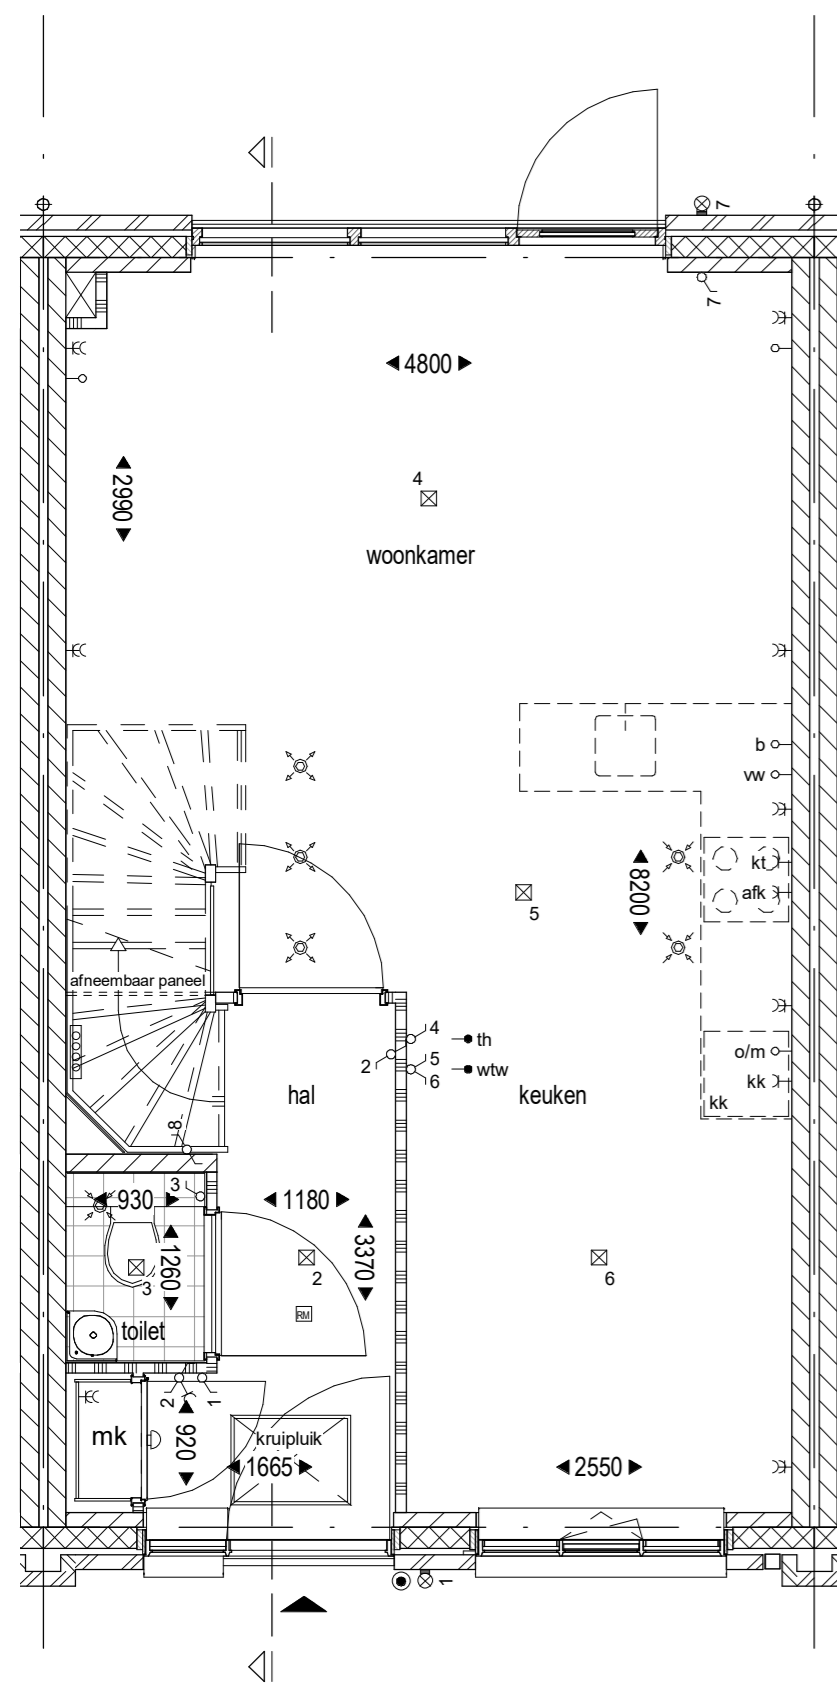 7
7
4800
2990
4
woonkamer
b
vw
kt
afk
8200
5
afneembaar paneel
4
th
2
5
6
wtw
o/m
kk
kk
hal
keuken
8
3
930
1180
1260
3370
3
2
6
RM
toilet
2
1
mk
920
kruipluik
1665
2550
1